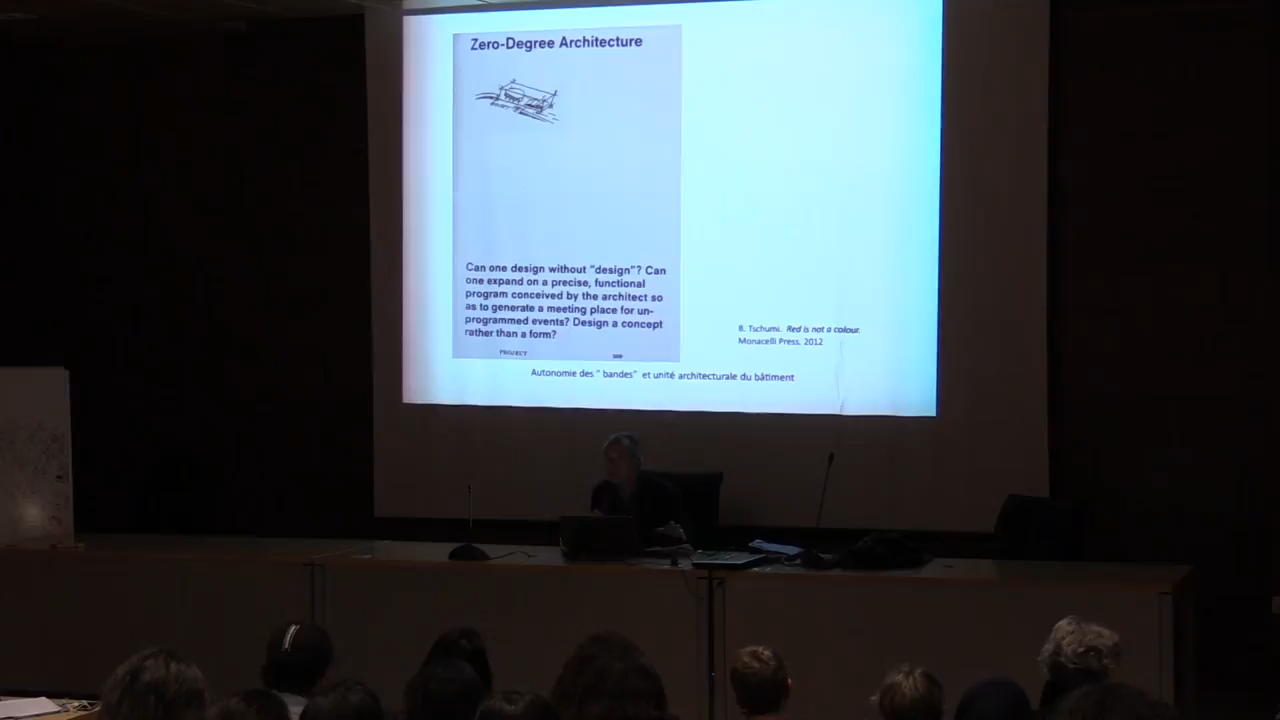 Zero-Degree Architecture
Can one design without “design”? Can
one expand on a precise, functional
program conceived by the architect so
as to generate a meeting place for un-
programmed events? Design a concept
rather than a form?
PROJECT
B. Tschumi. Red is not a colour.
Monacelli Press, 2012
Autonomie des “ bandes” et unité architecturale du bâtiment